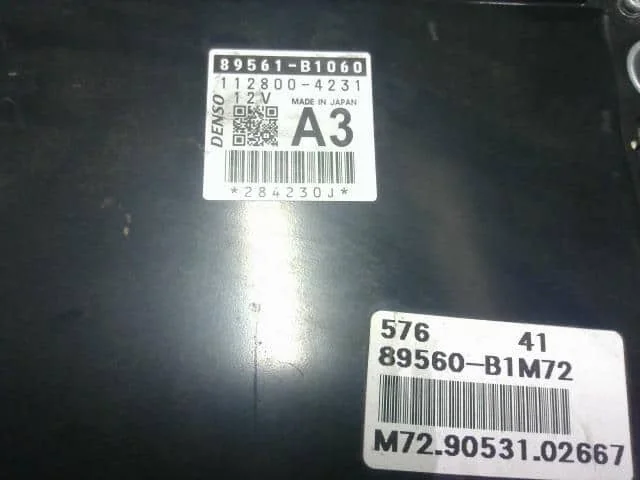 89561-B1060
112800-4231
12V MADE IN JAPAN
DENSO
A3
*284230J*
576 41
89560-B1M72
M72.90531.02667